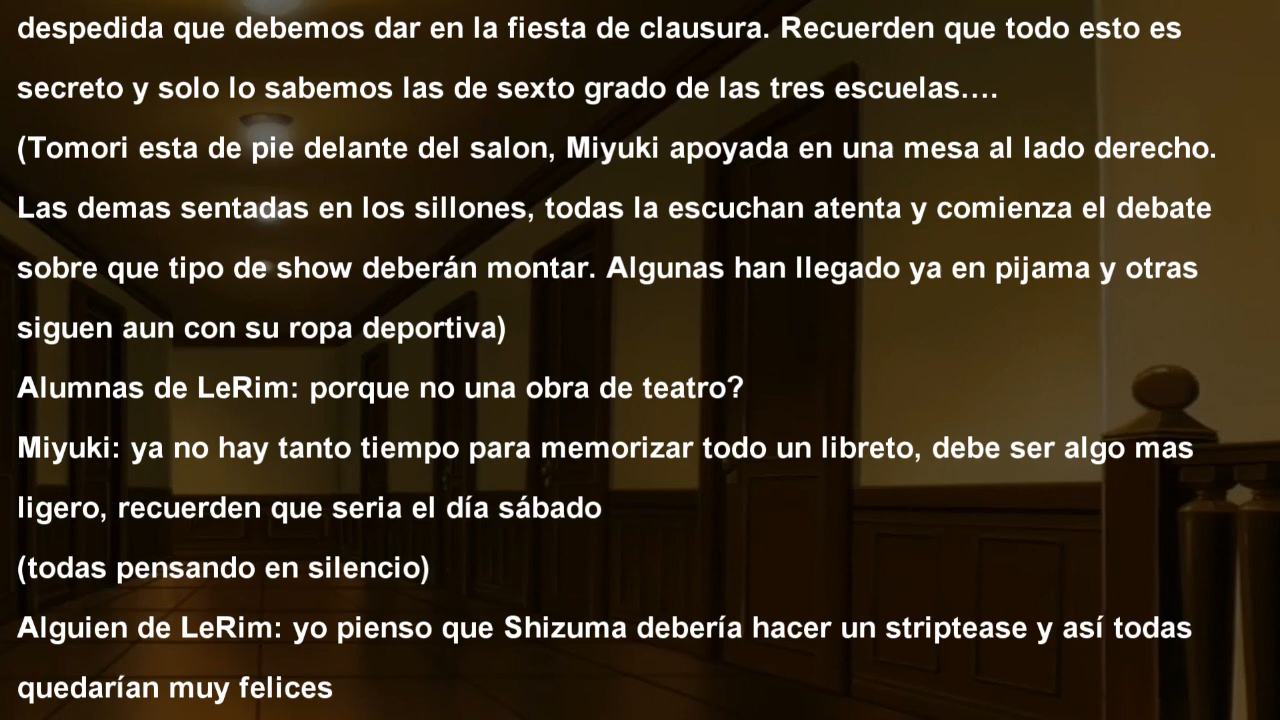 despedida que debemos dar en la fiesta de clausura. Recuerden que todo esto es
secreto y solo lo sabemos las de sexto grado de las tres escuelas….
(Tomori esta de pie delante del salon, Miyuki apoyada en una mesa al lado derecho.
Las demas sentadas en los sillones, todas la escuchan atenta y comienza el debate
sobre que tipo de show deberán montar. Algunas han llegado ya en pijama y otras
siguen aun con su ropa deportiva)
Alumnas de LeRim: porque no una obra de teatro?
Miyuki: ya no hay tanto tiempo para memorizar todo un libreto, debe ser algo mas
ligero, recuerden que seria el día sábado
(todas pensando en silencio)
Alguien de LeRim: yo pienso que Shizuma debería hacer un striptease y así todas
quedarían muy felices